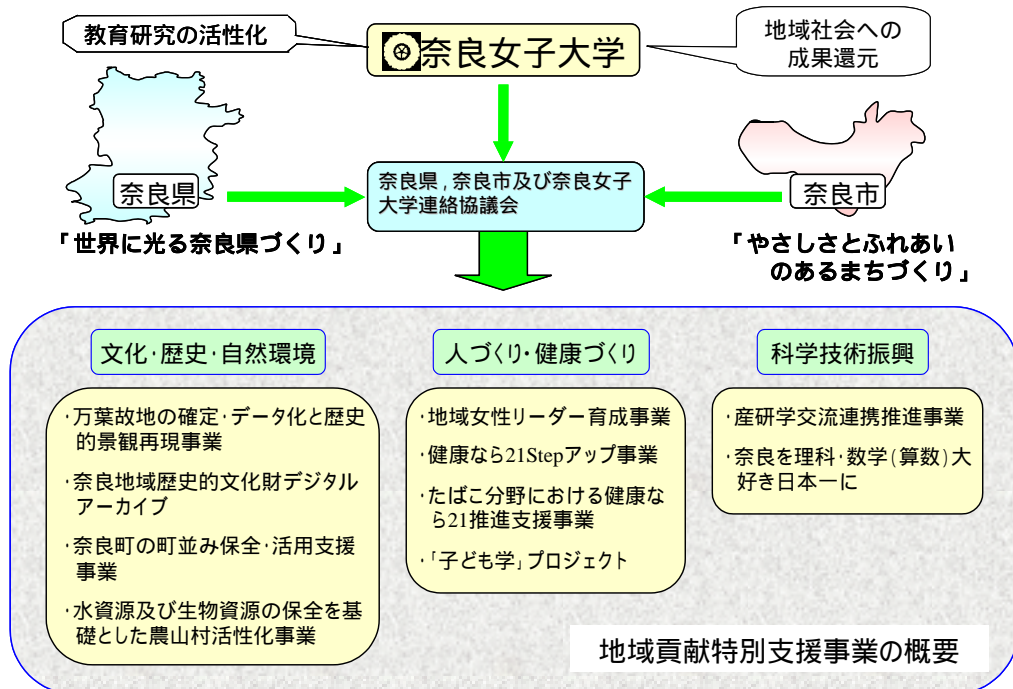 教育研究の活性化
奈良女子大学
地域社会への
成果還元
奈良県
奈良県,奈良市及び奈良女子
大学連絡協議会
奈良市
「世界に光る奈良県づくり」
「やさしさとふれあい
のあるまちづくり」
文化・歴史・自然環境
・万葉故地の確定・データ化と歴史
的景観再現事業
・奈良地域歴史的文化財デジタル
アーカイブ
・奈良町の町並み保全・活用支援
事業
・水資源及び生物資源の保全を基
礎とした農山村活性化事業
人づくり・健康づくり
・地域女性リーダー育成事業
・健康なら21Stepアップ事業
・たばこ分野における健康な
ら21推進支援事業
・「子ども学」プロジェクト
科学技術振興
・産研学交流連携推進事業
・奈良を理科・数学(算数)大
好き日本一に
地域貢献特別支援事業の概要